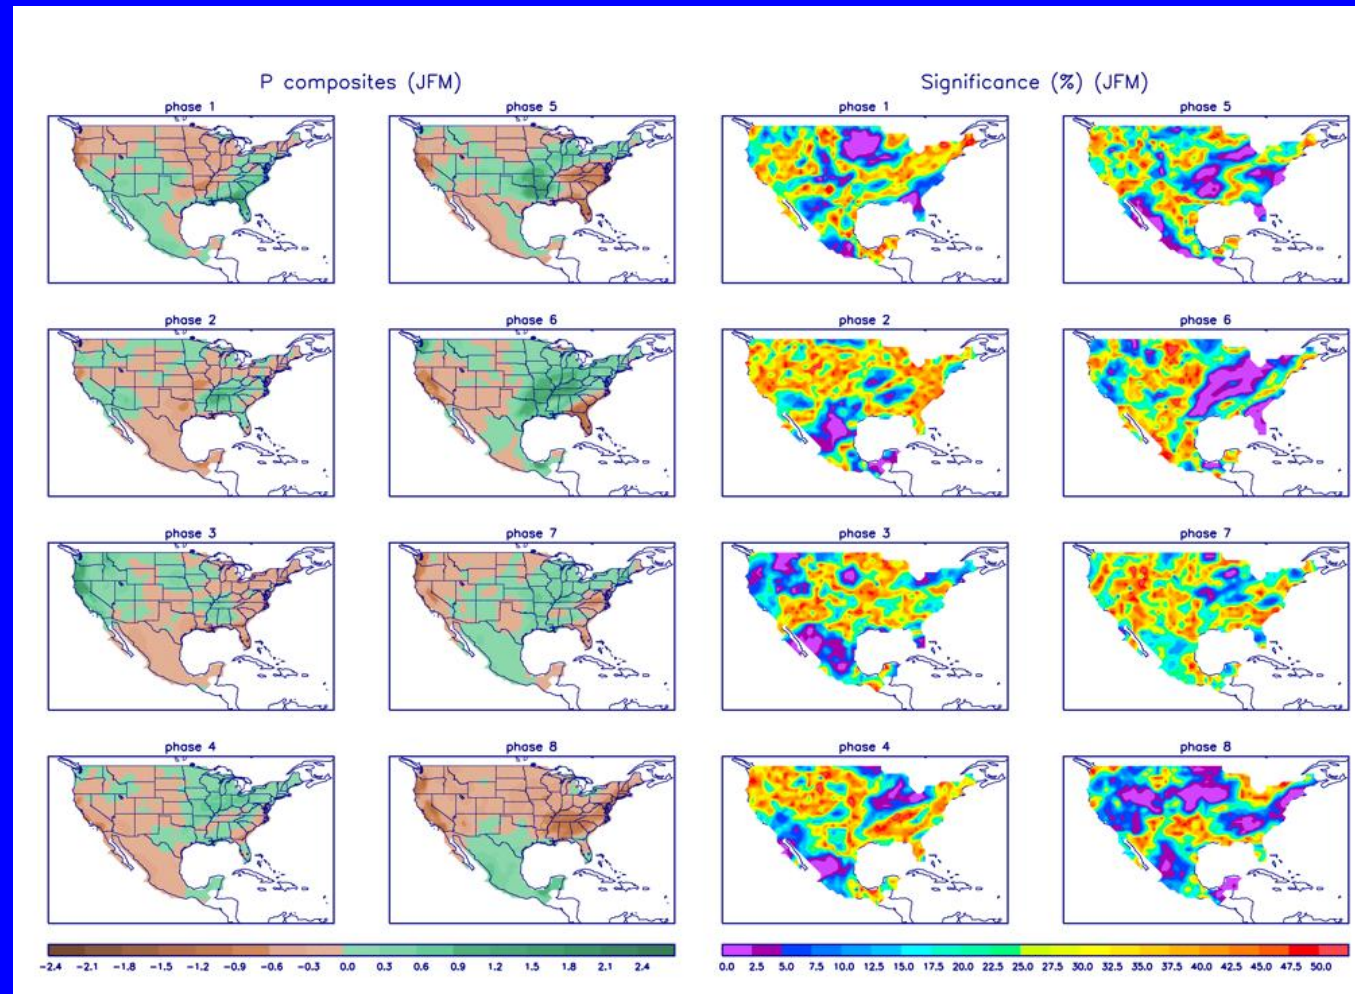 P composites (JFM)
Significance (%) (JFM)
phase 1
phase 5
phase 1
phase 5
phase 2
phase 6
phase 2
phase 6
phase 3
phase 7
phase 3
phase 7
phase 4
phase 8
phase 4
phase 8
-2.4 -2.1 -1.8 -1.5 -1.2 -0.9 -0.6 -0.3 0.0 0.3 0.6 0.9 1.2 1.5 1.8 2.1 2.4
0.0 2.5 5.0 7.5 10.0 12.5 15.0 17.5 20.0 22.5 25.0 27.5 30.0 32.5 35.0 37.5 40.0 42.5 45.0 47.5 50.0